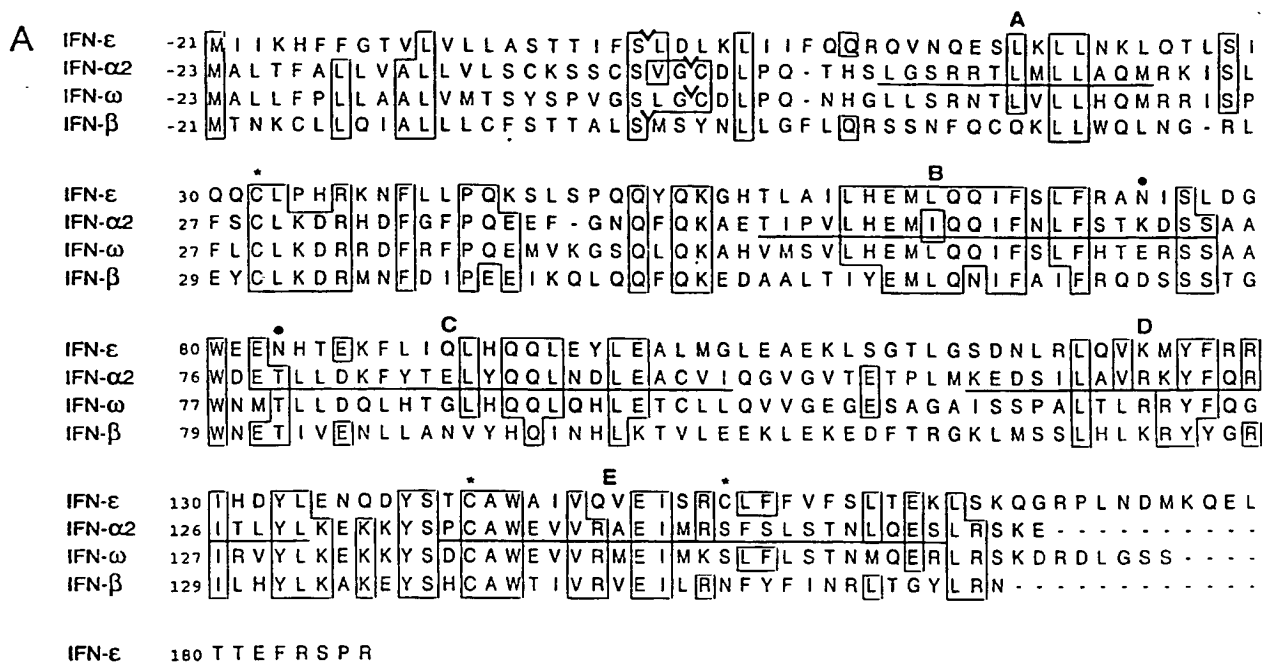 A
A
IFN-ε -21 M I I K H F F G T V L V L L A S T T I F S L D L K L I I F Q Q R Q V N Q E S L K L L N K L Q T L S I
IFN-α2 -23 M A L T F A L L V A L L V L S C K S S C S V G C D L P Q - T H S L G S R R T L M L L A Q M R K I S L
IFN-ω -23 M A L L F P L L A A L V M T S Y S P V G S L G C D L P Q - N H G L L S R N T L V L L H Q M R R I S P
IFN-β -21 M T N K C L L Q I A L L L C F S T T A L S M S Y N L L G F L Q R S S N F Q C Q K L L W Q L N G - R L
* B •
IFN-ε 30 Q Q C L P H R K N F L L P Q K S L S P Q Q Y Q K G H T L A I L H E M L Q Q I F S L F R A N I S L D G
IFN-α2 27 F S C L K D R H D F G F P Q E E F - G N Q F Q K A E T I P V L H E M I Q Q I F N L F S T K D S S A A
IFN-ω 27 F L C L K D R R D F R F P Q E M V K G S Q L Q K A H V M S V L H E M L Q Q I F S L F H T E R S S A A
IFN-β 29 E Y C L K D R M N F D I P E E I K Q L Q Q F Q K E D A A L T I Y E M L Q N I F A I F R Q D S S S T G
• C D
IFN-ε 80 W E E N H T E K F L I Q L H Q Q L E Y L E A L M G L E A E K L S G T L G S D N L R L Q V K M Y F R R
IFN-α2 76 W D E T L L D K F Y T E L Y Q Q L N D L E A C V I Q G V G V T E T P L M K E D S I L A V R K Y F Q R
IFN-ω 77 W N M T L L D Q L H T G L H Q Q L Q H L E T C L L Q V V G E G E S A G A I S S P A L T L R R Y F Q G
IFN-β 79 W N E T I V E N L L A N V Y H Q I N H L K T V L E E K L E K E D F T R G K L M S S L H L K R Y Y G R
* E *
IFN-ε 130 I H D Y L E N Q D Y S T C A W A I V Q V E I S R C L F F V F S L T E K L S K Q G R P L N D M K Q E L
IFN-α2 126 I T L Y L K E K K Y S P C A W E V V R A E I M R S F S L S T N L Q E S L R S K E - - - - - - - - - -
IFN-ω 127 I R V Y L K E K K Y S D C A W E V V R M E I M K S L F L S T N M Q E R L R S K D R D L G S S - - - -
IFN-β 129 I L H Y L K A K E Y S H C A W T I V R V E I L R N F Y F I N R L T G Y L R N - - - - - - - - - - - -
IFN-ε 180 T T E F R S P R